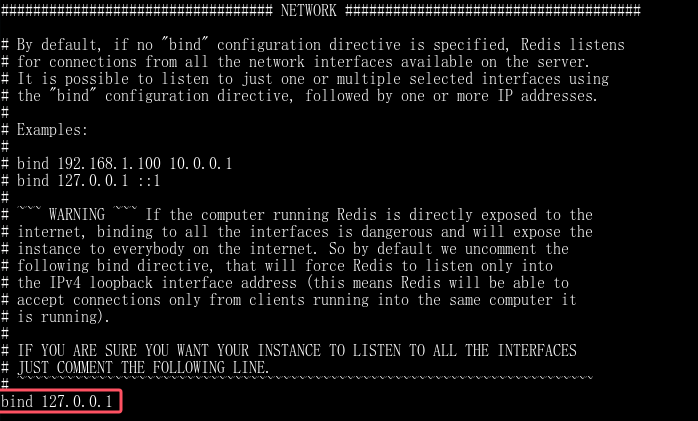 ################################## NETWORK #####################################

# By default, if no "bind" configuration directive is specified, Redis listens
# for connections from all the network interfaces available on the server.
# It is possible to listen to just one or multiple selected interfaces using
# the "bind" configuration directive, followed by one or more IP addresses.
#
# Examples:
#
# bind 192.168.1.100 10.0.0.1
# bind 127.0.0.1 ::1
#
# ~~~ WARNING ~~~ If the computer running Redis is directly exposed to the
# internet, binding to all the interfaces is dangerous and will expose the
# instance to everybody on the internet. So by default we uncomment the
# following bind directive, that will force Redis to listen only into
# the IPv4 loopback interface address (this means Redis will be able to
# accept connections only from clients running into the same computer it
# is running).
#
# IF YOU ARE SURE YOU WANT YOUR INSTANCE TO LISTEN TO ALL THE INTERFACES
# JUST COMMENT THE FOLLOWING LINE.
# ~~~~~~~~~~~~~~~~~~~~~~~~~~~~~~~~~~~~~~~~~~~~~~~~~~~~~~~~~~~~~~~~~~~~~~~~
bind 127.0.0.1